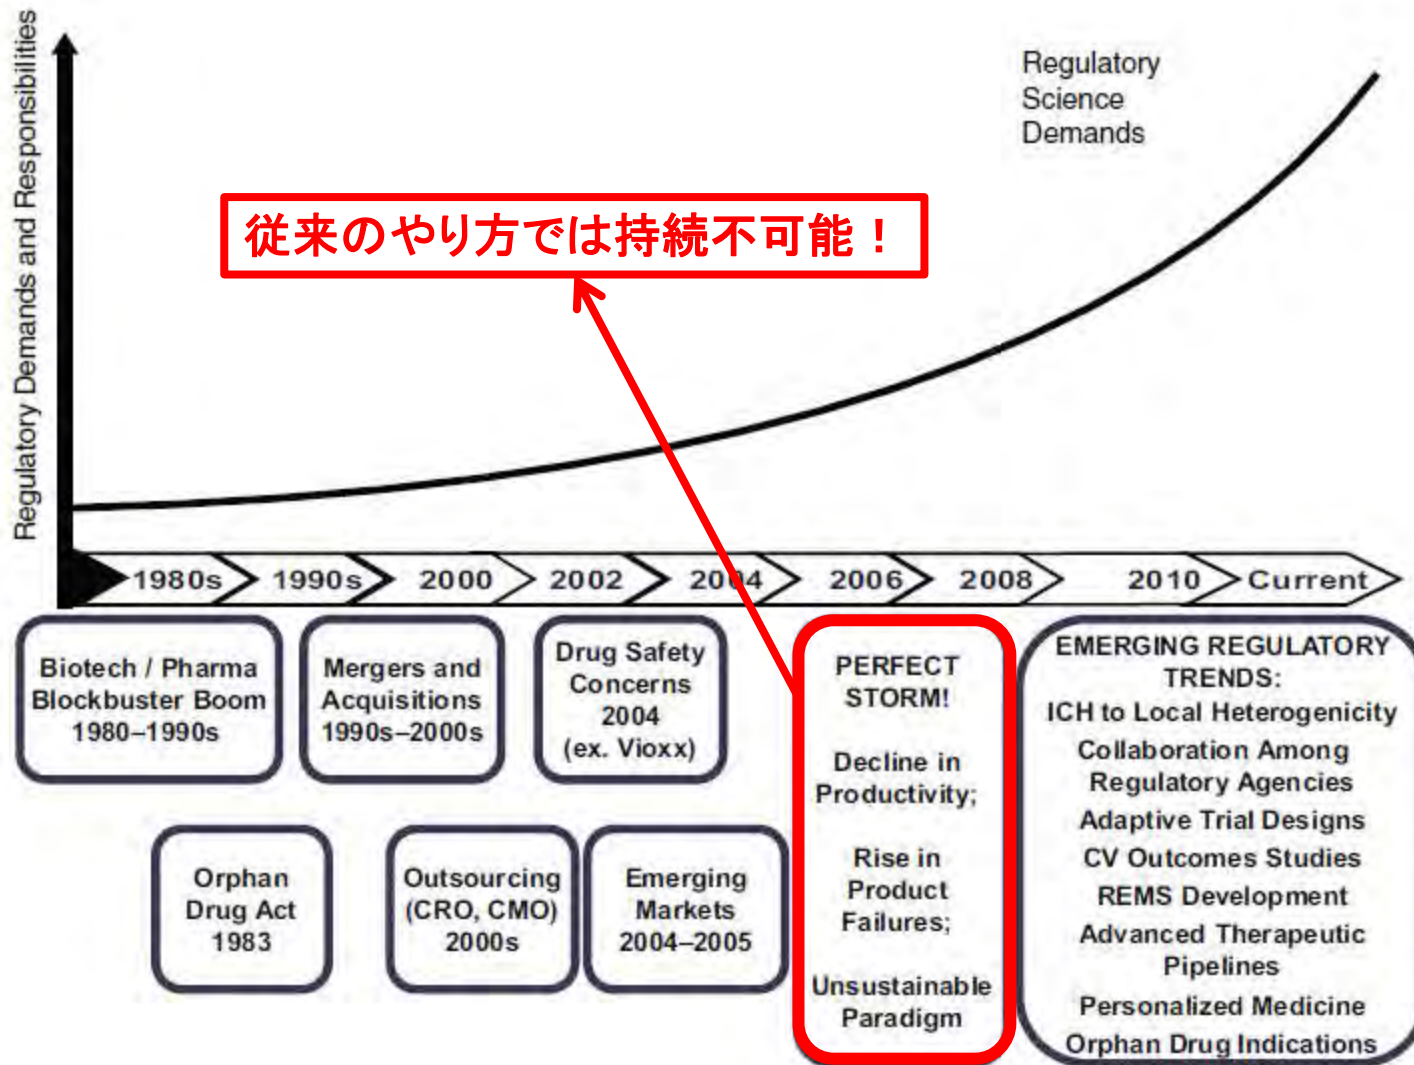 Regulatory Demands and Responsibilities
Regulatory
Science
Demands
従来のやり方では持続不可能！
1980s
1990s
2000
2002
2004
2006
2008
2010
Current
Biotech / Pharma
Blockbuster Boom
1980–1990s
Mergers and
Acquisitions
1990s–2000s
Drug Safety
Concerns
2004
(ex. Vioxx)
Orphan
Drug Act
1983
Outsourcing
(CRO, CMO)
2000s
Emerging
Markets
2004–2005
PERFECT
STORM!
Decline in
Productivity;
Rise in
Product
Failures;
Unsustainable
Paradigm
EMERGING REGULATORY
TRENDS:
ICH to Local Heterogenicity
Collaboration Among
Regulatory Agencies
Adaptive Trial Designs
CV Outcomes Studies
REMS Development
Advanced Therapeutic
Pipelines
Personalized Medicine
Orphan Drug Indications